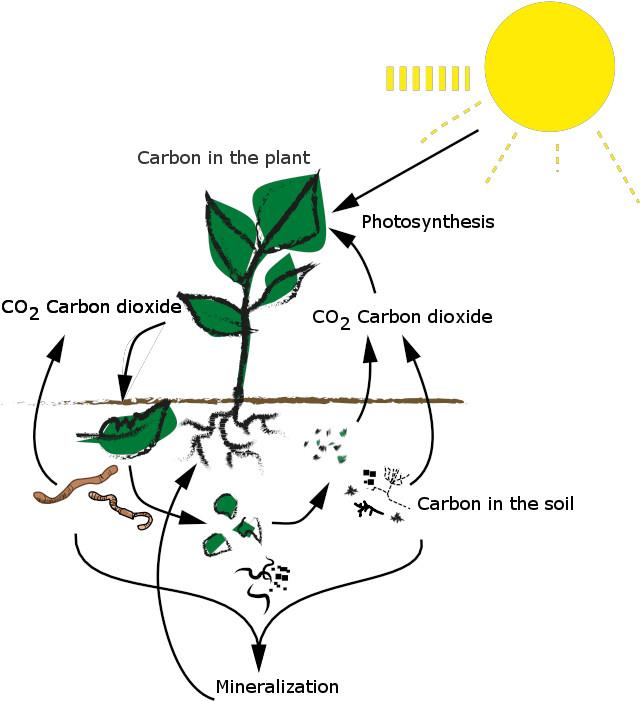 Carbon in the plant
Photosynthesis
CO2 Carbon dioxide
CO2 Carbon dioxide
Carbon in the soil
Mineralization